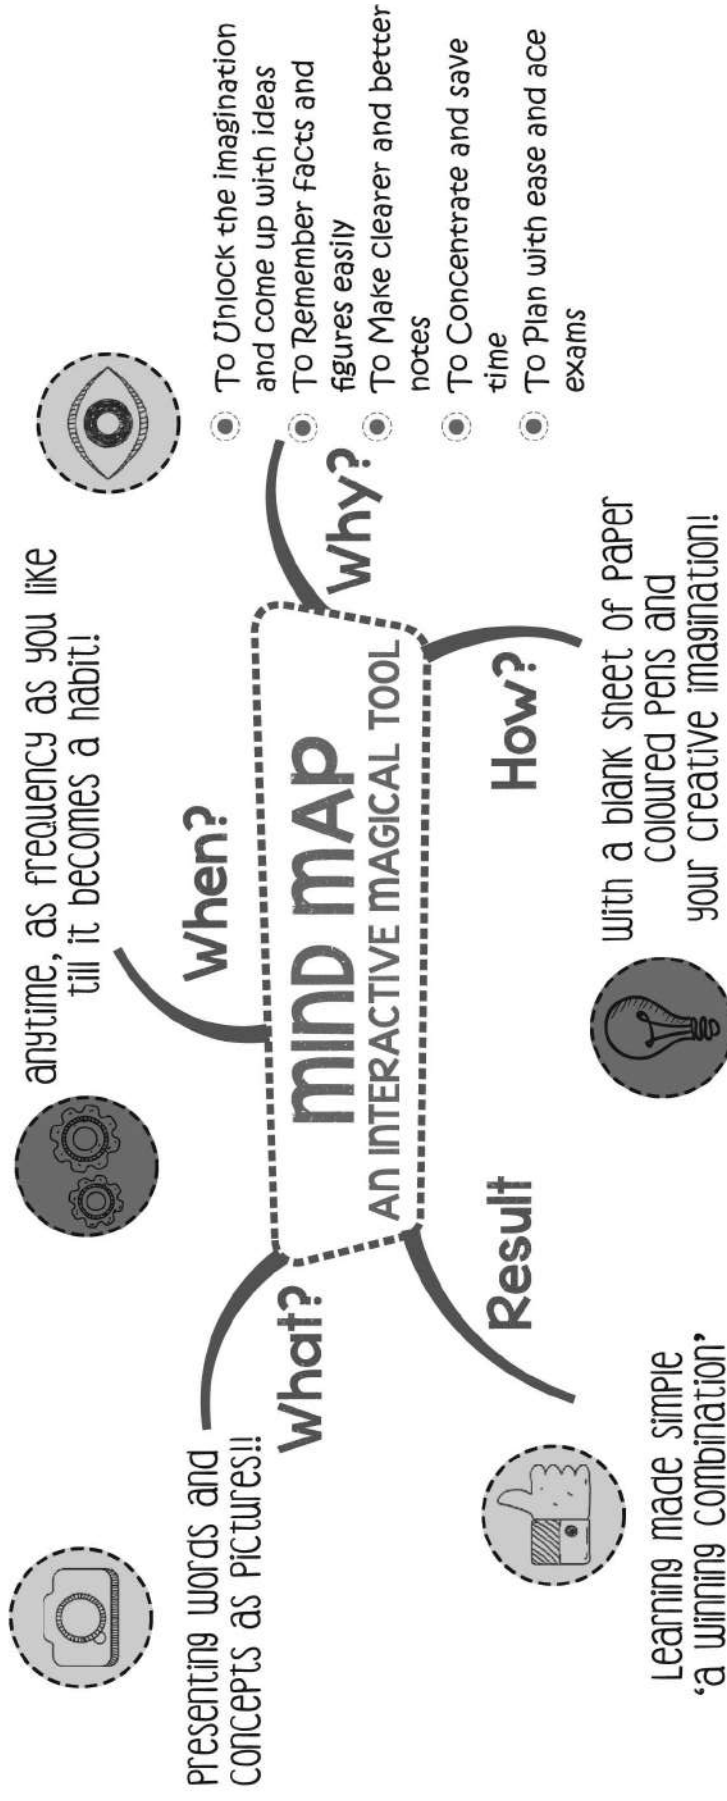 MIND MAP
AN INTERACTIVE MAGICAL TOOL
What?
Presenting words and
concepts as pictures!!
When?
anytime, as frequency as you like
till it becomes a habit!
Why?
To Unlock the imagination
and come up with ideas
To Remember facts and
figures easily
To Make clearer and better
notes
To Concentrate and save
time
To Plan with ease and ace
exams
How?
with a blank sheet of paper
coloured pens and
your creative imagination!
Result
Learning made simple
‘a winning combination’